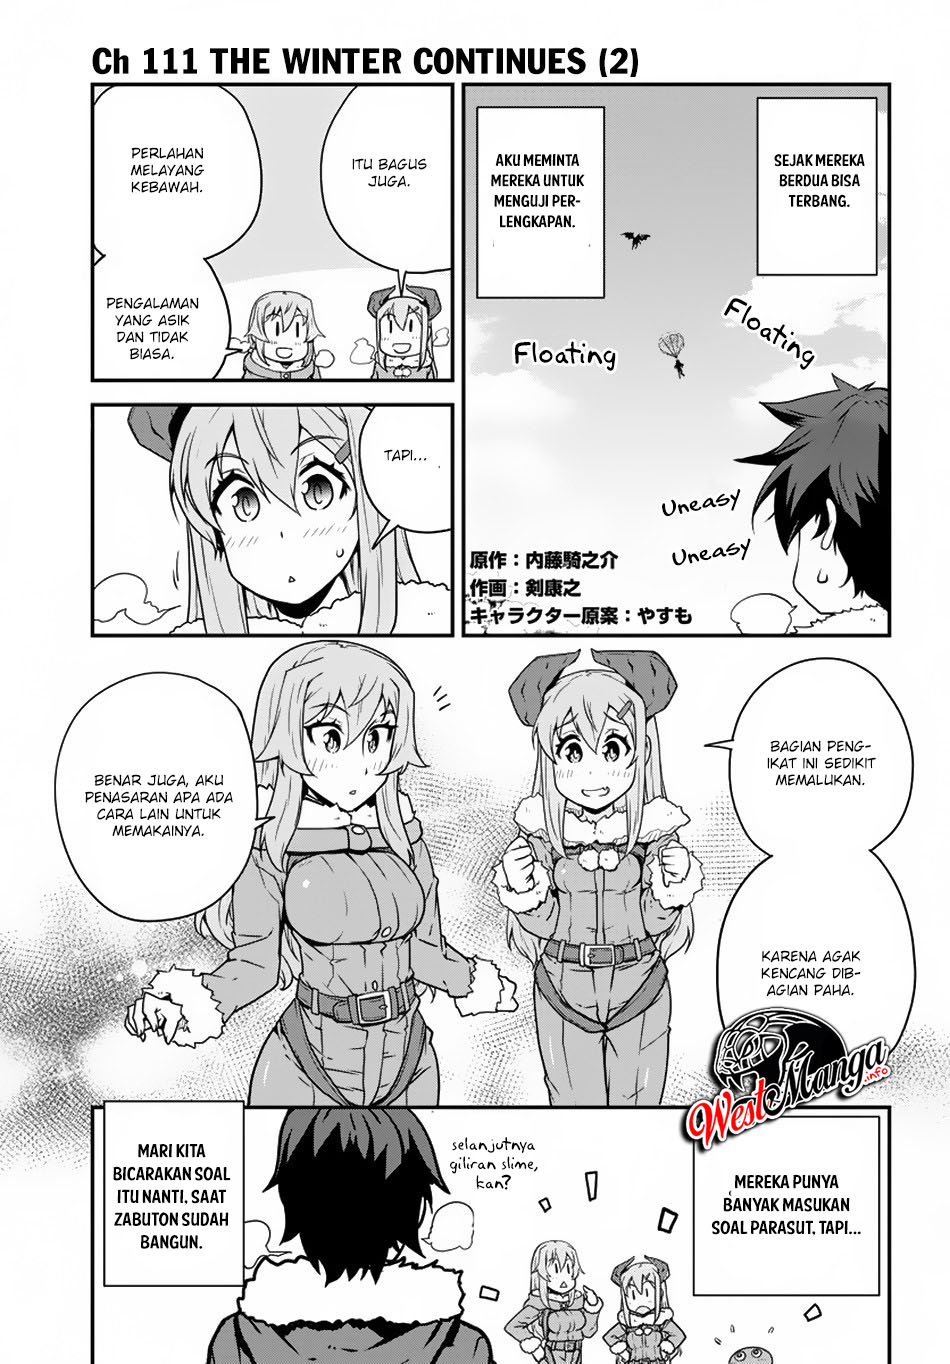 Ch 111 THE WINTER CONTINUES (2)
SEJAK MEREKA
BERDUA BISA
TERBANG.
AKU MEMINTA
MEREKA UNTUK
MENGUJI PER-
LENGKAPAN.
Floating
Floating
Uneasy
Uneasy
原作：内藤騎之介
作画：剣康之
キャラクター原案：やすも
ITU BAGUS
JUGA.
PERLAHAN
MELAYANG
KEBAWAH.
PENGALAMAN
YANG ASIK
DAN TIDAK
BIASA.
TAPI...
BAGIAN PENG-
IKAT INI SEDIKIT
MEMALUKAN.
KARENA AGAK
KENCANG DIB-
AGIAN PAHA.
BENAR JUGA, AKU
PENASARAN APA ADA
CARA LAIN UNTUK
MEMAKAINYA.
WestManga
.info
MEREKA PUNYA
BANYAK MASUKAN
SOAL PARASUT, TAPI...
selanjutnya
giliran slime,
kan?
MARI KITA
BICARAKAN SOAL
ITU NANTI, SAAT
ZABUTON SUDAH
BANGUN.